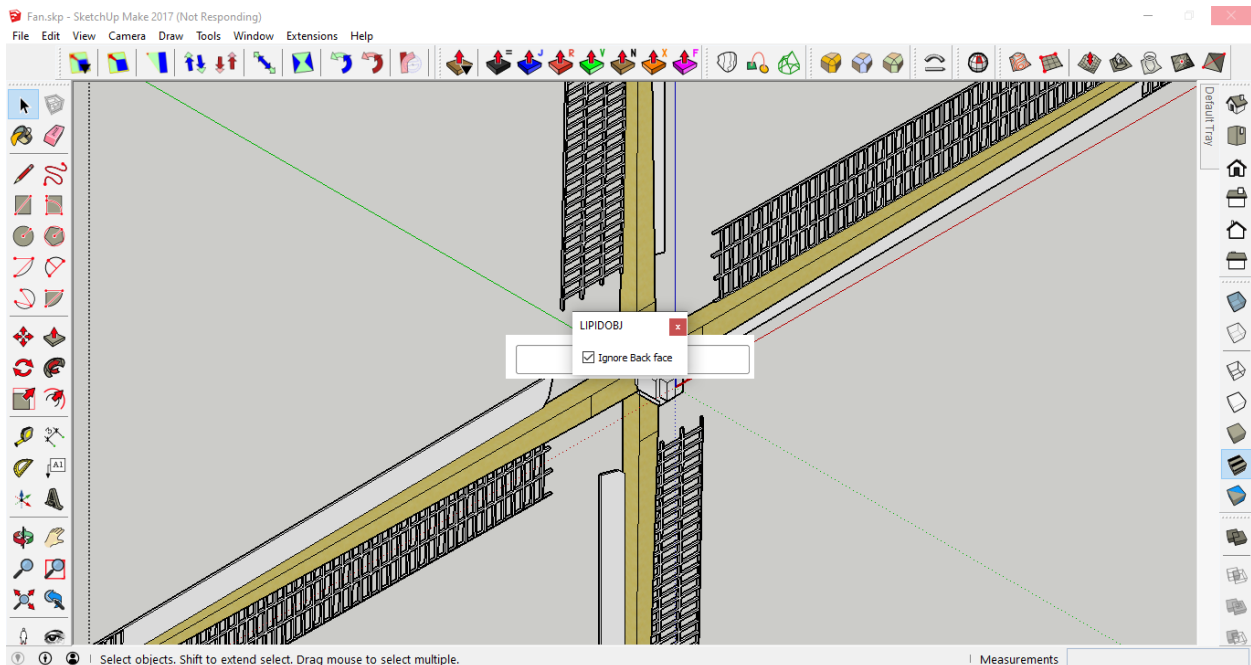 Fan.skp - SketchUp Make 2017 (Not Responding)
File Edit View Camera Draw Tools Window Extensions Help
= J R V N X F
Default Tray
LIPIDOBJ
x
Ignore Back face
A1
Select objects. Shift to extend select. Drag mouse to select multiple.
Measurements